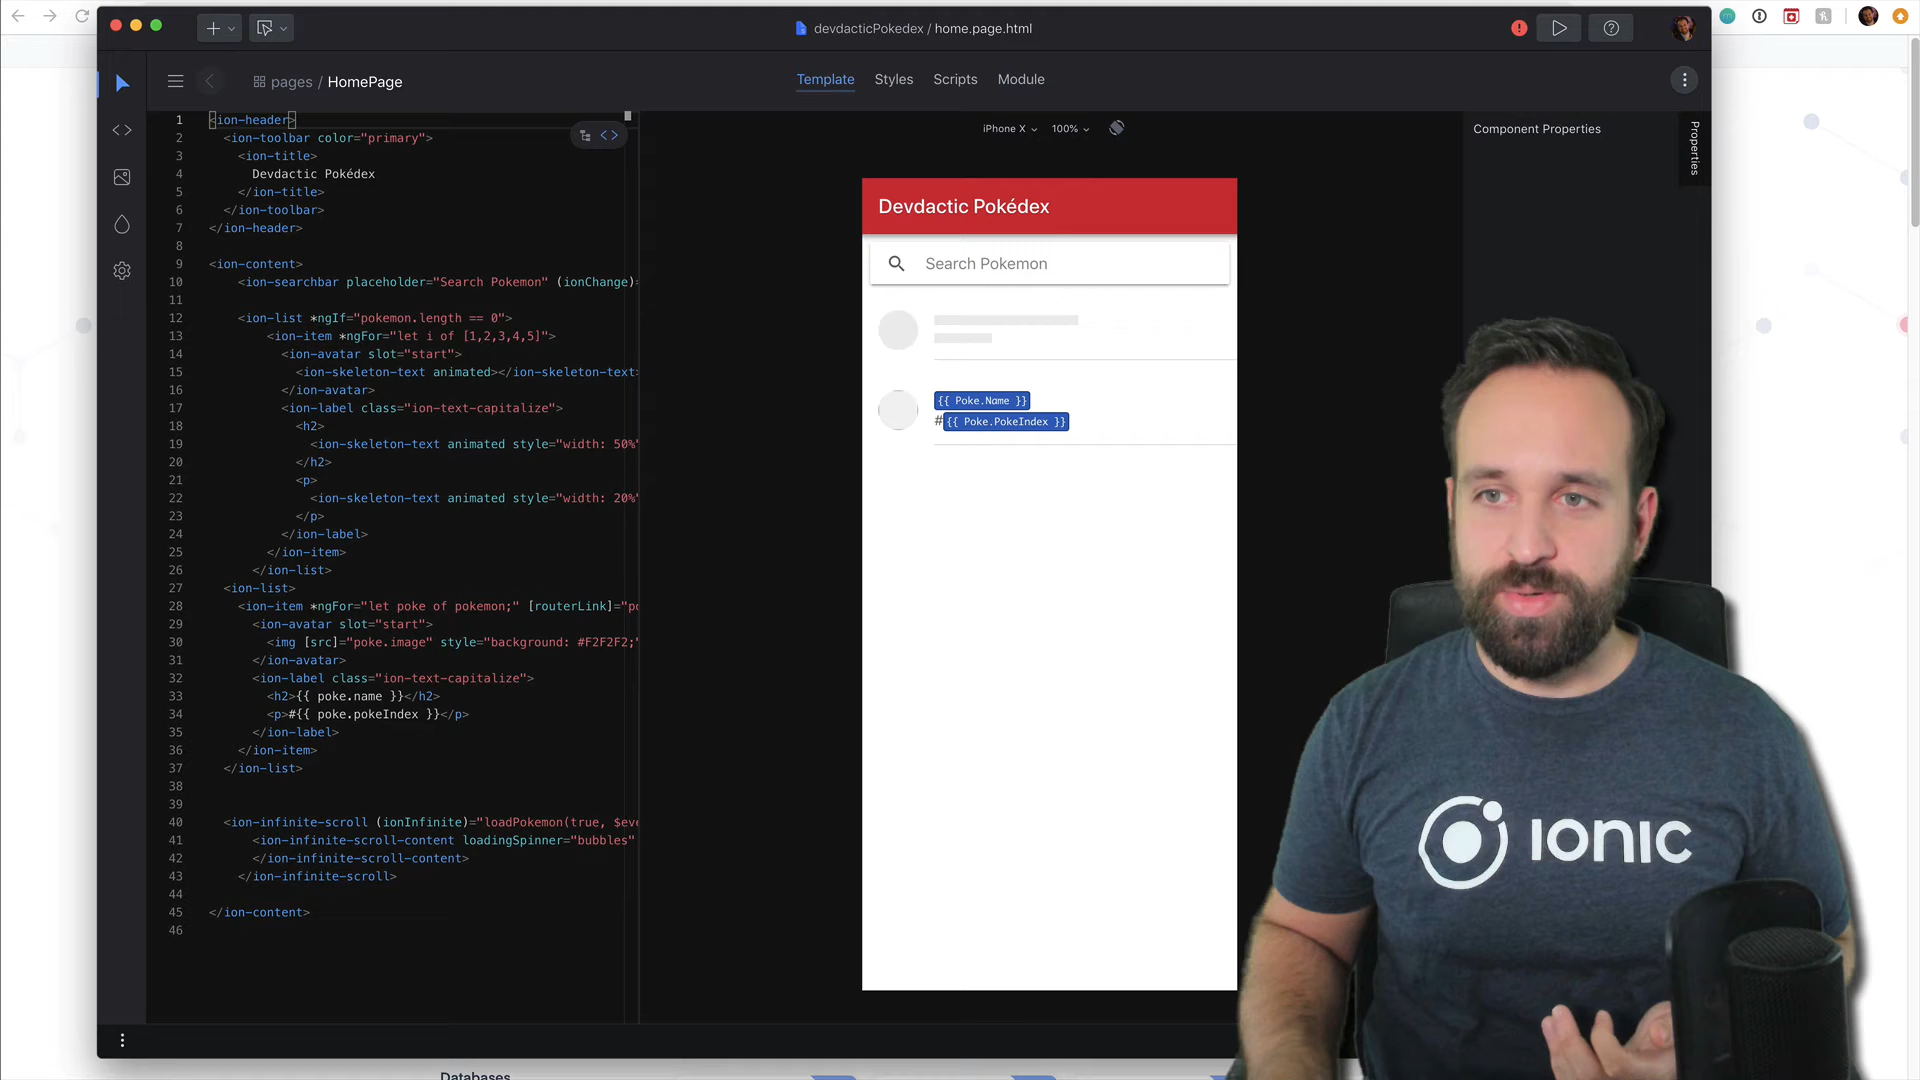 devdacticPokedex / home.page.html
pages / HomePage
Template
Styles
Scripts
Module
1 <ion-header>
2 <ion-toolbar color="primary">
3 <ion-title>
4 Devdactic Pokédex
5 </ion-title>
6 </ion-toolbar>
7 </ion-header>
8
9 <ion-content>
10 <ion-searchbar placeholder="Search Pokemon" (ionChange)=
11
12 <ion-list *ngIf="pokemon.length == 0">
13 <ion-item *ngFor="let i of [1,2,3,4,5]">
14 <ion-avatar slot="start">
15 <ion-skeleton-text animated></ion-skeleton-text>
16 </ion-avatar>
17 <ion-label class="ion-text-capitalize">
18 <h2>
19 <ion-skeleton-text animated style="width: 50%"
20 </h2>
21 <p>
22 <ion-skeleton-text animated style="width: 20%"
23 </p>
24 </ion-label>
25 </ion-item>
26 </ion-list>
27 <ion-list>
28 <ion-item *ngFor="let poke of pokemon;" [routerLink]="po
29 <ion-avatar slot="start">
30 <img [src]="poke.image" style="background: #F2F2F2;"
31 </ion-avatar>
32 <ion-label class="ion-text-capitalize">
33 <h2>{{ poke.name }}</h2>
34 <p>#{{ poke.pokeIndex }}</p>
35 </ion-label>
36 </ion-item>
37 </ion-list>
38
39
40 <ion-infinite-scroll (ionInfinite)="loadPokemon(true, $eve
41 <ion-infinite-scroll-content loadingSpinner="bubbles"
42 </ion-infinite-scroll-content>
43 </ion-infinite-scroll>
44
45 </ion-content>
46
iPhone X
100%
Devdactic Pokédex
Search Pokemon
{{ Poke.Name }}
#{{ Poke.PokeIndex }}
Component Properties
Properties
IONIC
Databases